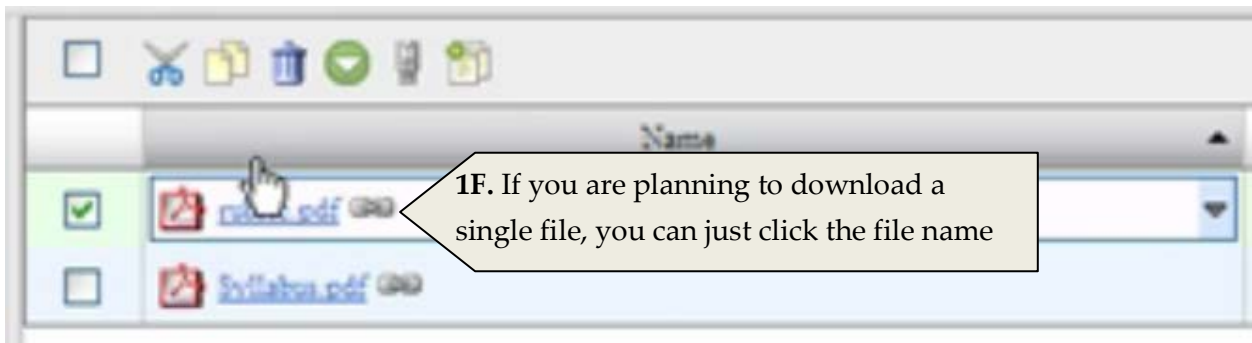 Name
1F. If you are planning to download a
single file, you can just click the file name
.pdf
Syllabus.pdf